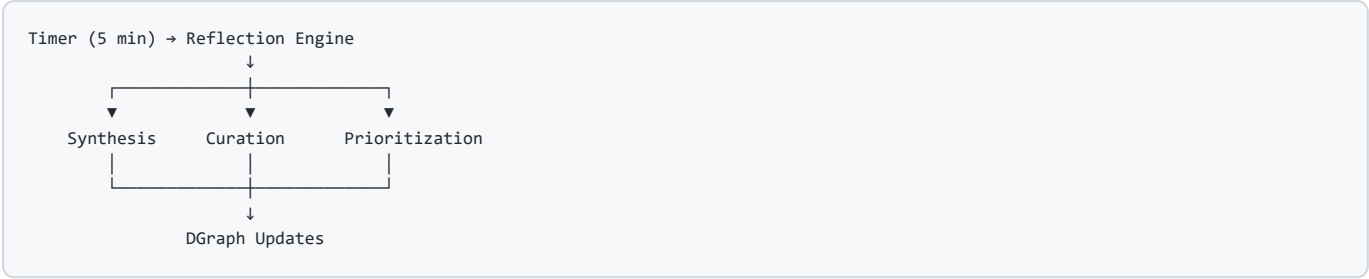 Timer (5 min) → Reflection Engine
↓
▼ ▼ ▼
Synthesis Curation Prioritization
↓
DGraph Updates